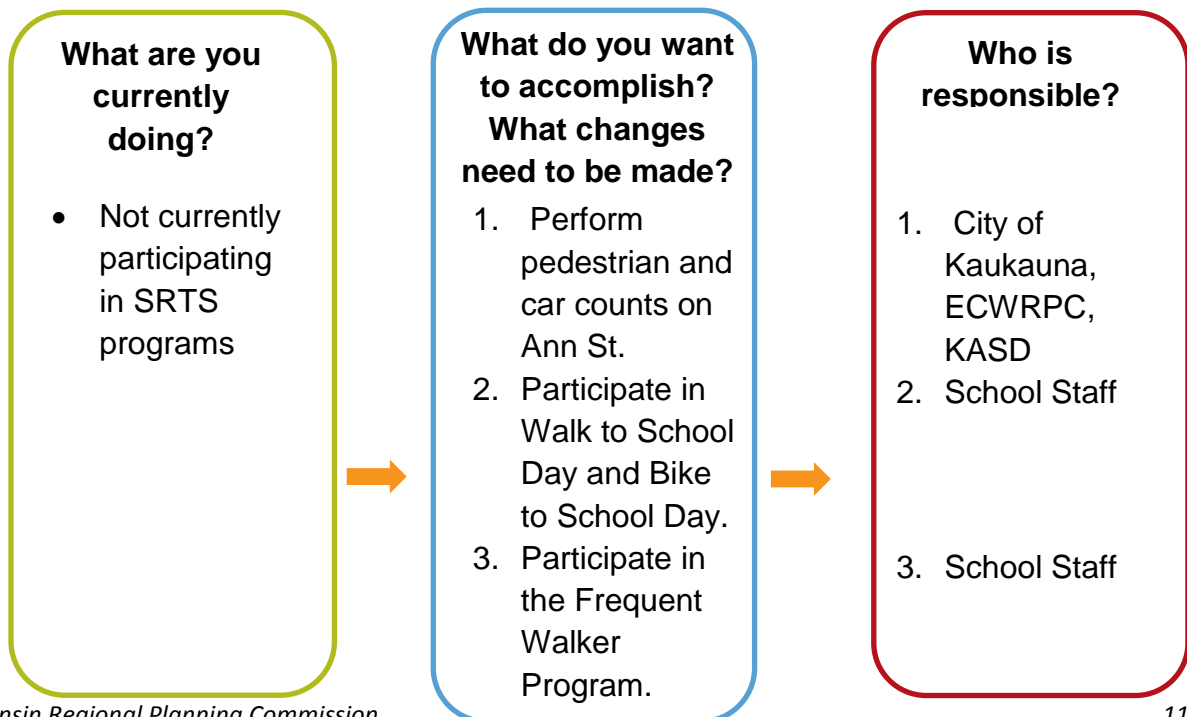 What are you
currently
doing?
• Not currently
participating
in SRTS
programs
What do you want
to accomplish?
What changes
need to be made?
1. Perform
pedestrian and
car counts on
Ann St.
2. Participate in
Walk to School
Day and Bike
to School Day.
3. Participate in
the Frequent
Walker
Program.
Who is
responsible?
1. City of
Kaukauna,
ECWRPC,
KASD
2. School Staff
3. School Staff
Regional Planning Commission
11